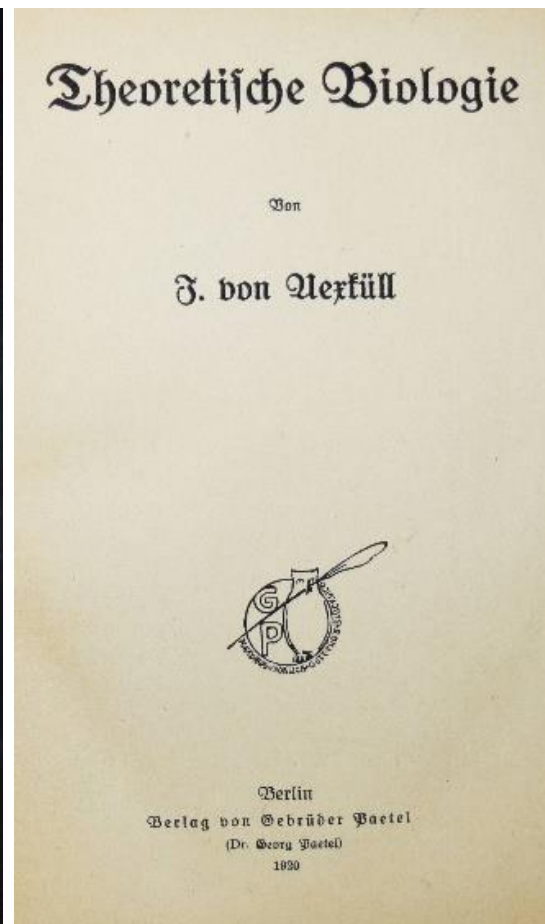 Theoretiſche Biologie
Von
J. von Uexküll
G
P
Berlin
Verlag von Gebrüder Paetel
(Dr. Georg Paetel)
1920